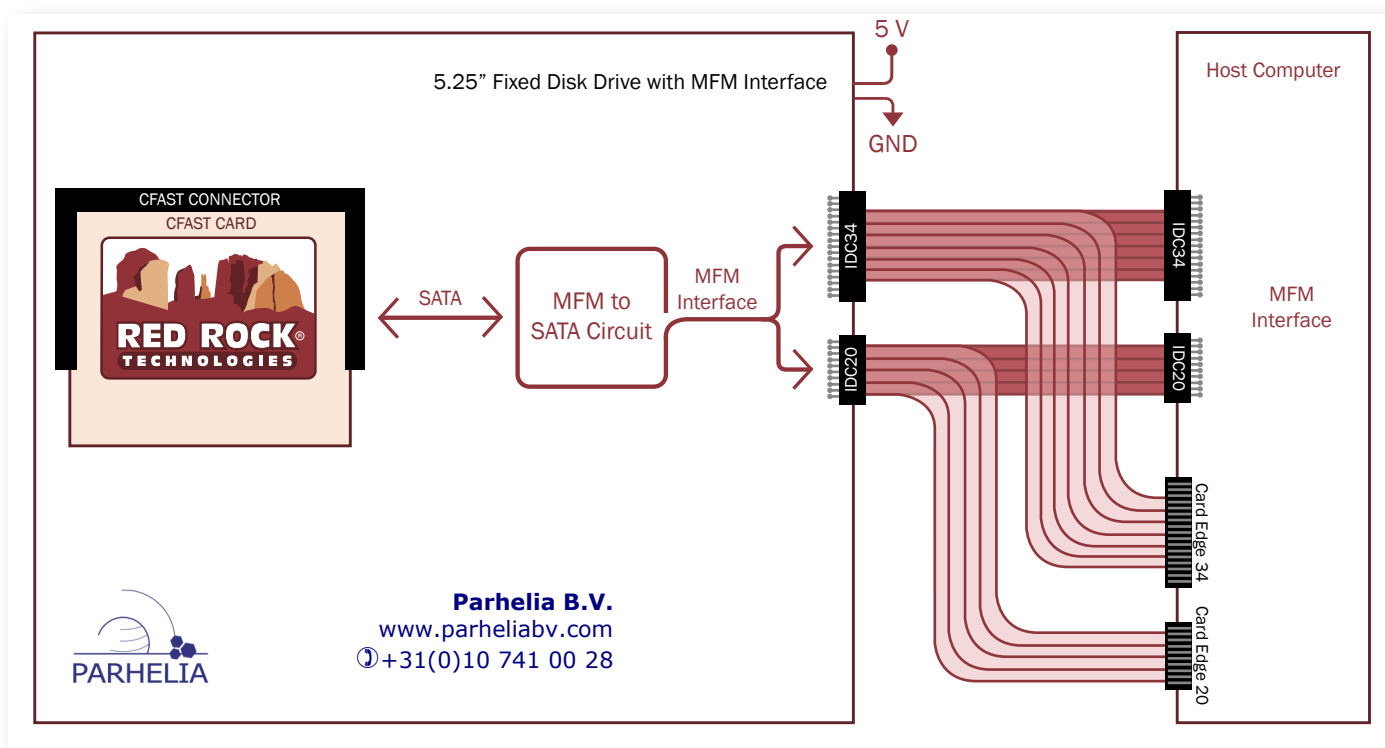 5 V
5.25” Fixed Disk Drive with MFM Interface
GND
Host Computer
CFAST CONNECTOR
CFAST CARD
RED ROCK®
TECHNOLOGIES
SATA
MFM to
SATA Circuit
MFM
Interface
IDC34
IDC20
IDC34
IDC20
MFM
Interface
Card Edge 34
Card Edge 20
PARHELIA
Parhelia B.V.
www.parheliabv.com
✆+31(0)10 741 00 28